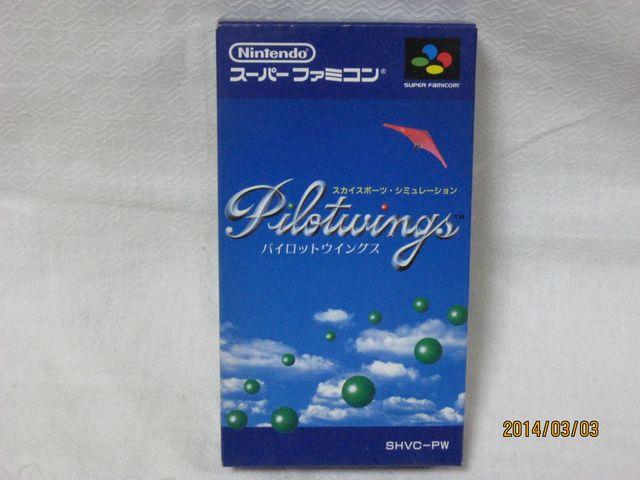 Nintendo®
スーパーファミコン®
SUPER FAMICOM™
スカイスポーツ・シミュレーション
Pilotwings™
パイロットウイングス
SHVC-PW
2014/03/03